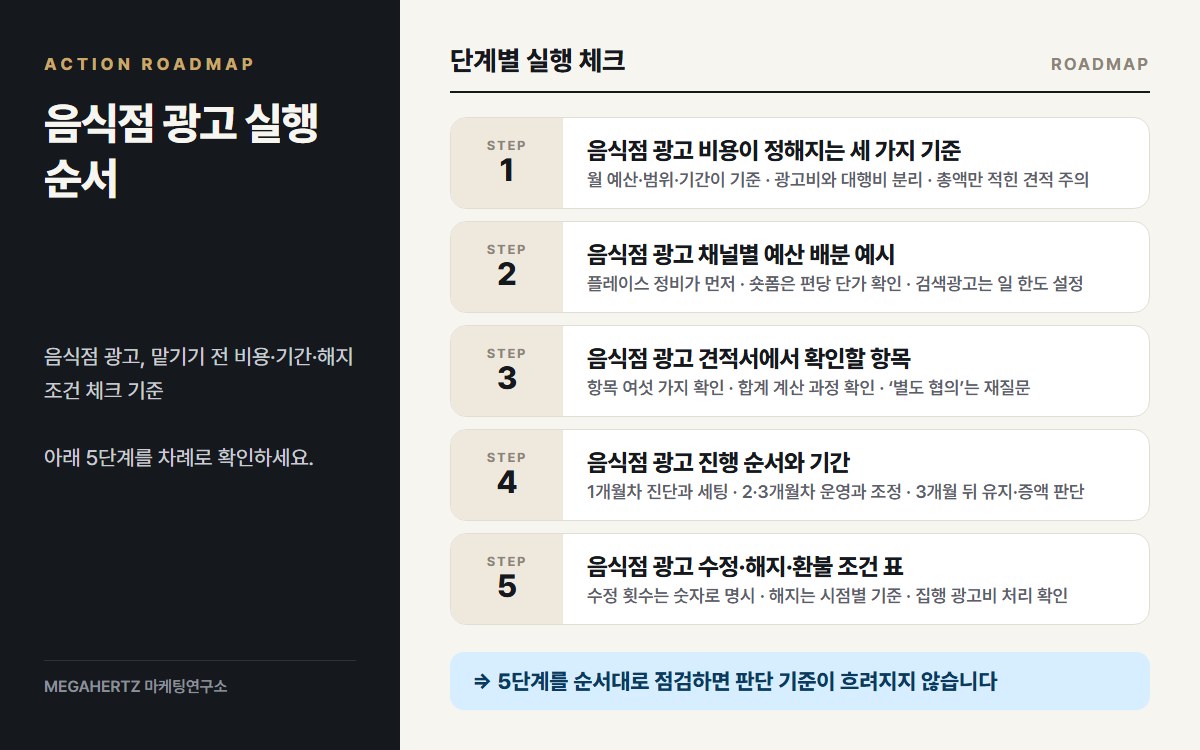 ACTION ROADMAP
음식점 광고 실행
순서
음식점 광고, 맡기기 전 비용·기간·해지
조건 체크 기준
아래 5단계를 차례로 확인하세요.
MEGAHERTZ 마케팅연구소
단계별 실행 체크
ROADMAP
STEP
1
음식점 광고 비용이 정해지는 세 가지 기준
월 예산·범위·기간이 기준 · 광고비와 대행비 분리 · 총액만 적힌 견적 주의
STEP
2
음식점 광고 채널별 예산 배분 예시
플레이스 정비가 먼저 · 숏폼은 편당 단가 확인 · 검색광고는 일 한도 설정
STEP
3
음식점 광고 견적서에서 확인할 항목
항목 여섯 가지 확인 · 합계 계산 과정 확인 · ‘별도 협의’는 재질문
STEP
4
음식점 광고 진행 순서와 기간
1개월차 진단과 세팅 · 2·3개월차 운영과 조정 · 3개월 뒤 유지·증액 판단
STEP
5
음식점 광고 수정·해지·환불 조건 표
수정 횟수는 숫자로 명시 · 해지는 시점별 기준 · 집행 광고비 처리 확인
⇒ 5단계를 순서대로 점검하면 판단 기준이 흐려지지 않습니다